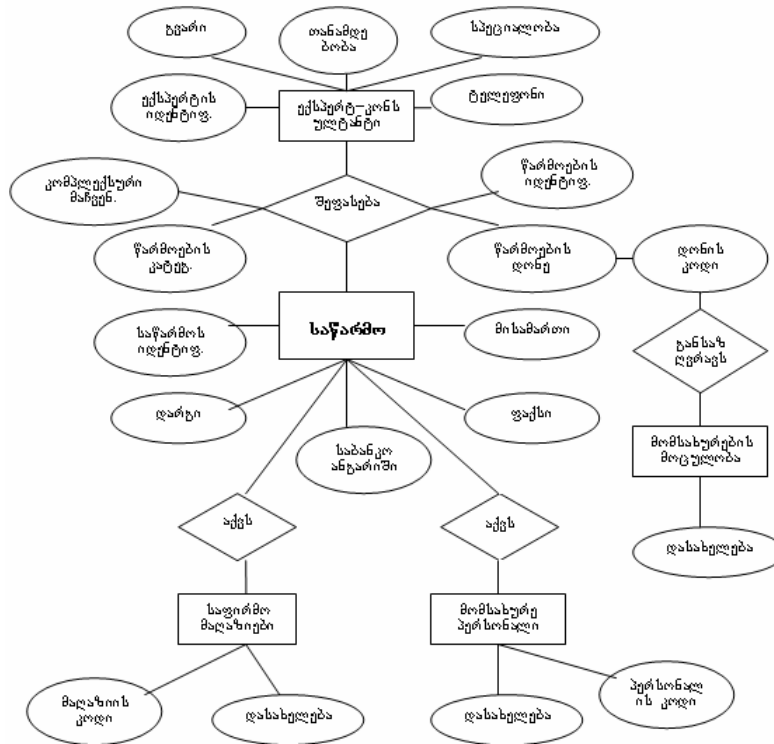 გვარი
თანამდე
ბობა
სპეციალობა
ექსპერტის
იდენტიფ.
ექსპერტ-კონს
ულტანტი
ტელეფონი
კომპლექსური
მაჩვენ.
შეფასება
წარმოების
იდენტიფ.
წარმოების
კატეგ.
წარმოების
დონე
დონის
კოდი
საწარმოს
იდენტიფ.
საწარმო
მისამართი
განსაზ
ღვრავს
დარგი
საბანკო
ანგარიში
ფაქსი
მომსახურების
მოცულობა
აქვს
აქვს
დასახელება
საფირმო
მაღაზიები
მომსახურე
პერსონალი
მაღაზიის
კოდი
დასახელება
დასახელება
პერსონალ
ის კოდი